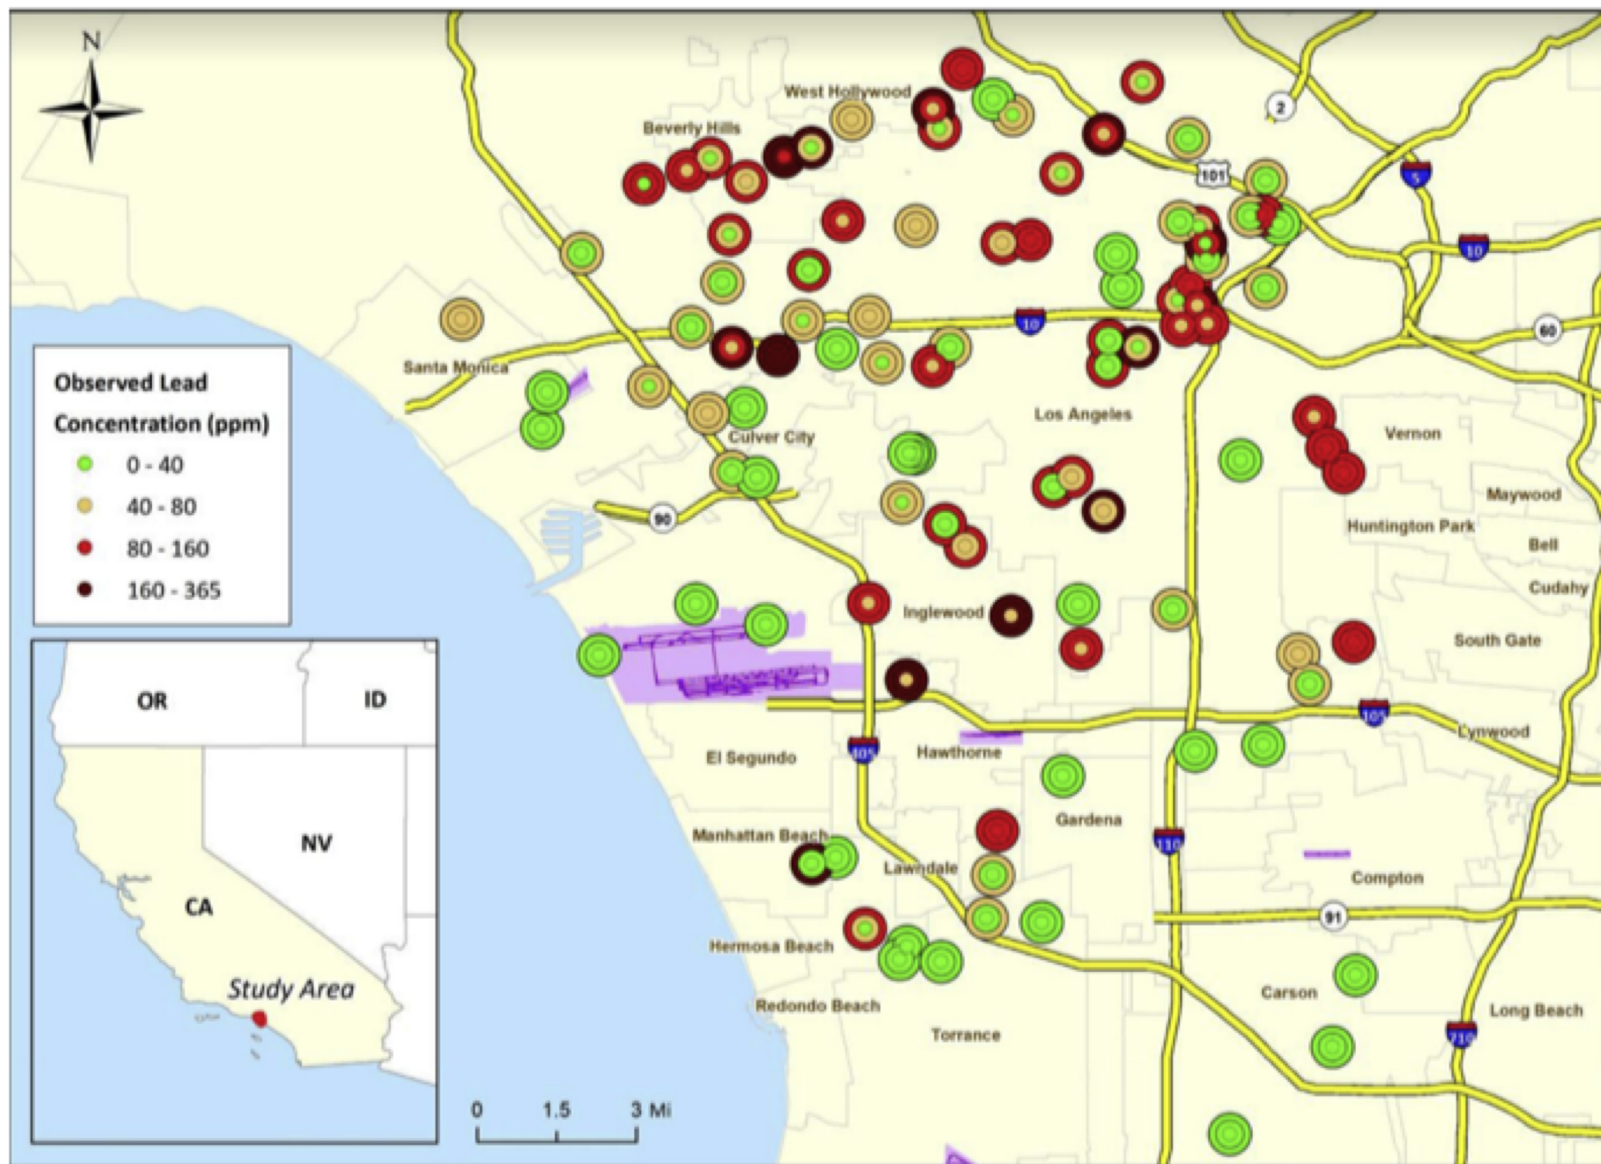 N
West Hollywood
Beverly Hills
2
101
5
10
10
60
Santa Monica
Observed Lead
Concentration (ppm)
0 - 40
40 - 80
80 - 160
160 - 365
Los Angeles
Culver City
Vernon
90
Maywood
Huntington Park
Bell
Cudahy
Inglewood
South Gate
105
Lynwood
405
El Segundo
Hawthorne
Gardena
110
Manhattan Beach
Lawndale
Compton
91
Hermosa Beach
Redondo Beach
Torrance
Carson
Long Beach
710
OR
ID
NV
CA
Study Area
0 1.5 3 Mi